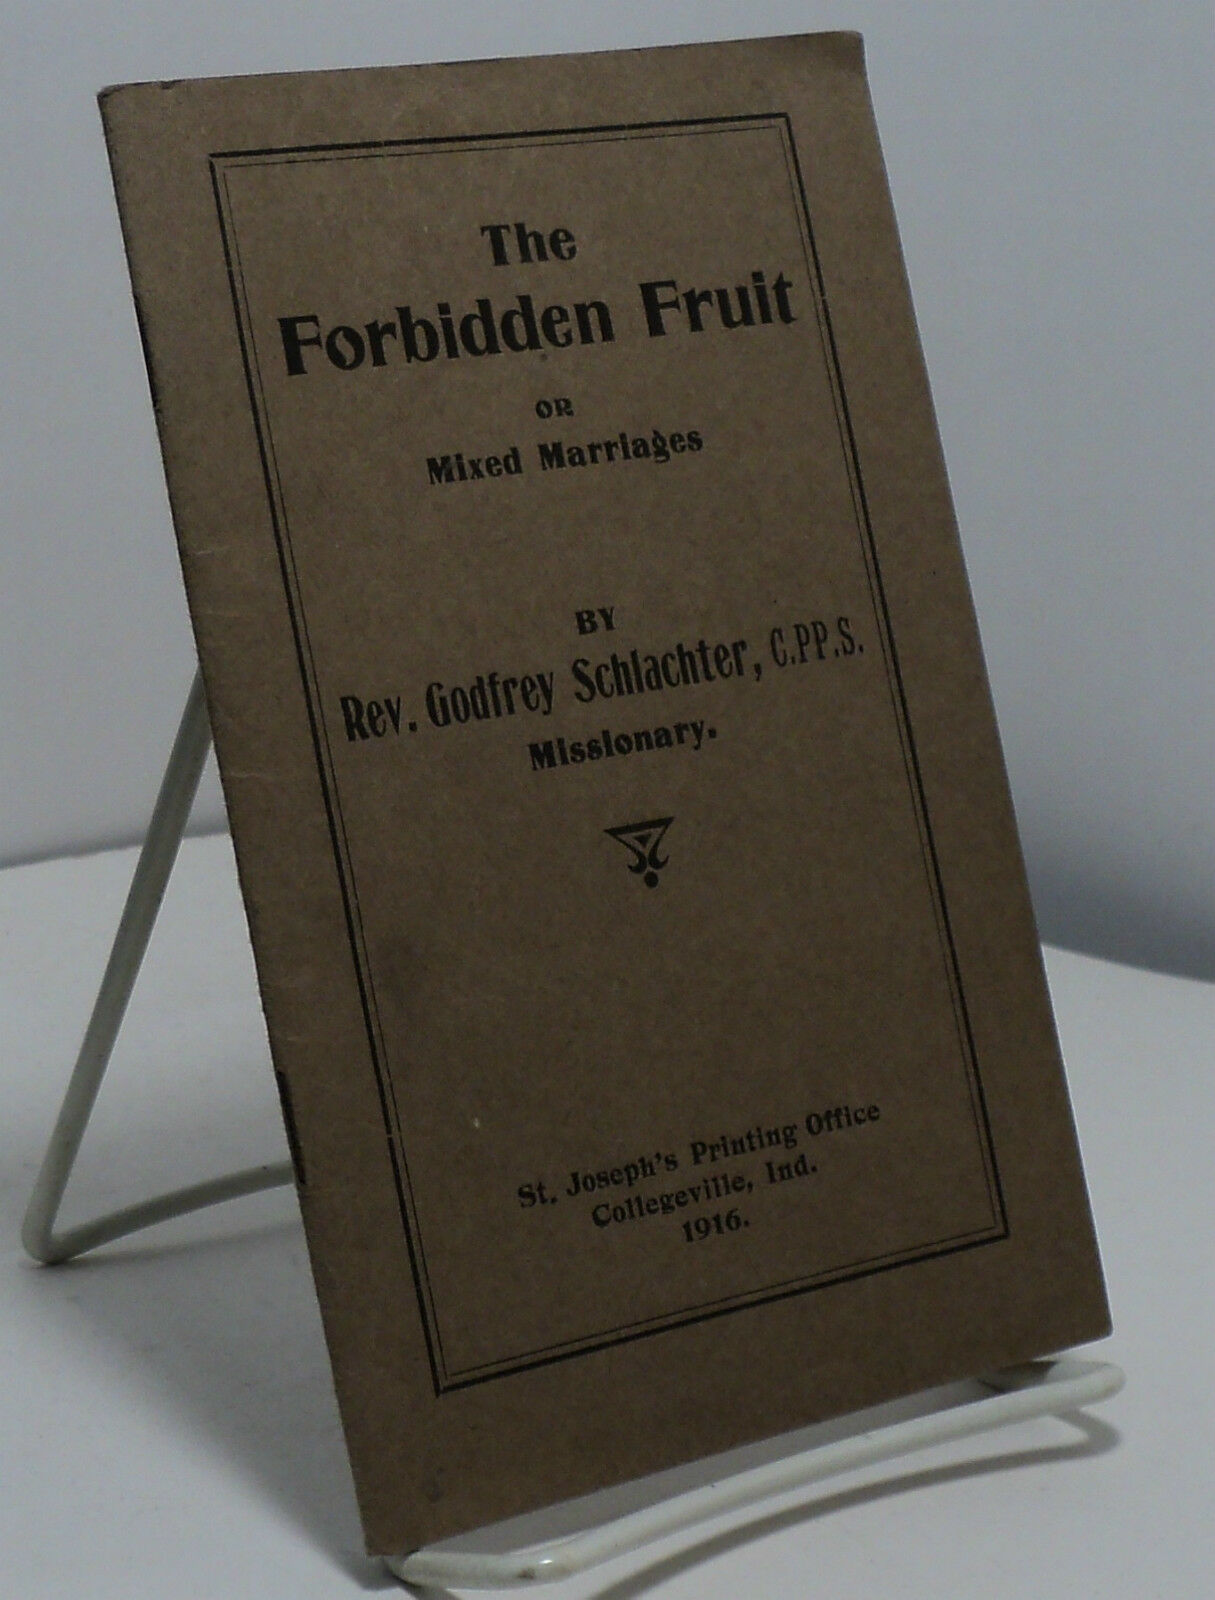 The
Forbidden Fruit
OR
Mixed Marriages
BY
Rev. Godfrey Schlachter, C.PP.S.
Missionary.
St. Joseph's Printing Office
Collegeville, Ind.
1916.